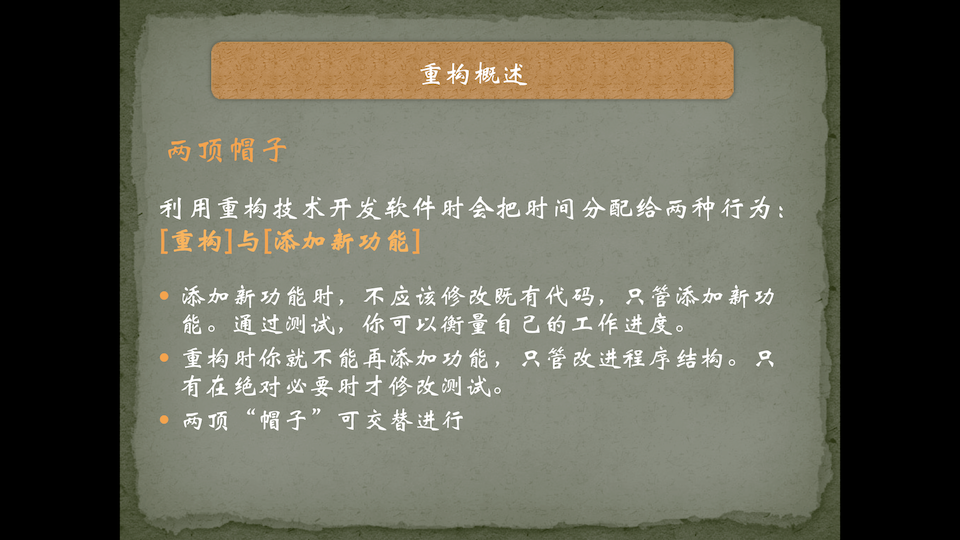 重构概述
两顶帽子
利用重构技术开发软件时会把时间分配给两种行为：
[重构]与[添加新功能]
• 添加新功能时，不应该修改既有代码，只管添加新功
能。通过测试，你可以衡量自己的工作进度。
• 重构时你就不能再添加功能，只管改进程序结构。只
有在绝对必要时才修改测试。
• 两顶“帽子”可交替进行